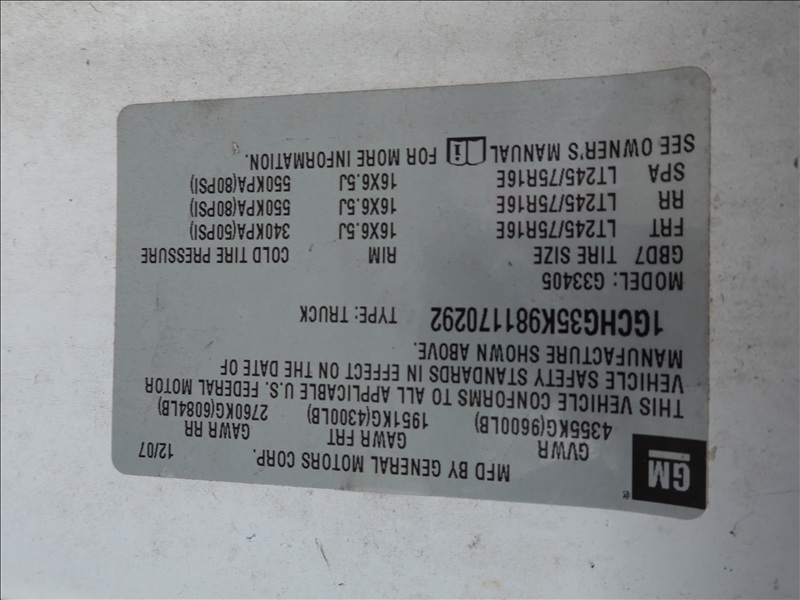 GM
MFD BY GENERAL MOTORS CORP. 12/07
GVWR GAWR FRT GAWR RR
4355KG(9600LB) 1951KG(4300LB) 2760KG(6084LB)
THIS VEHICLE CONFORMS TO ALL APPLICABLE U.S. FEDERAL MOTOR
VEHICLE SAFETY STANDARDS IN EFFECT ON THE DATE OF
MANUFACTURE SHOWN ABOVE.
1GCHG35K981170292 TYPE: TRUCK
MODEL: G33405
GBD7 TIRE SIZE RIM COLD TIRE PRESSURE
FRT LT245/75R16E 16X6.5J 340KPA(50PSI)
RR LT245/75R16E 16X6.5J 550KPA(80PSI)
SPA LT245/75R16E 16X6.5J 550KPA(80PSI)
SEE OWNER'S MANUAL i FOR MORE INFORMATION.